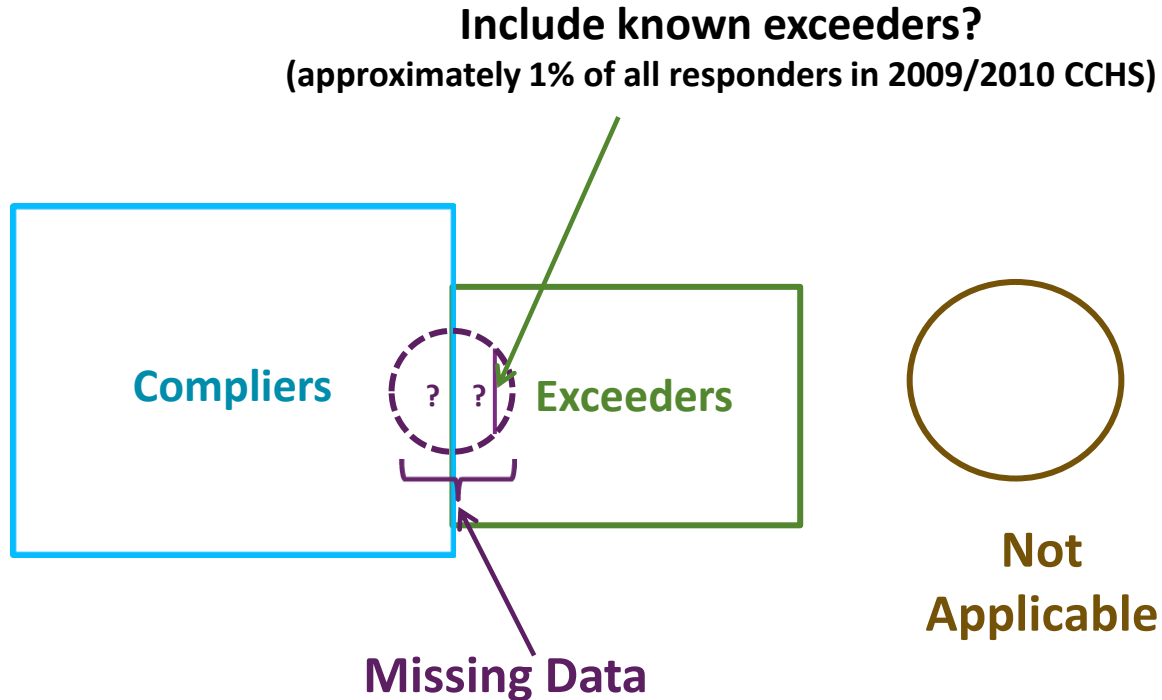 Include known exceeders?
(approximately 1% of all responders in 2009/2010 CCHS)
Compliers
? ?
Exceeders
Not
Applicable
Missing Data